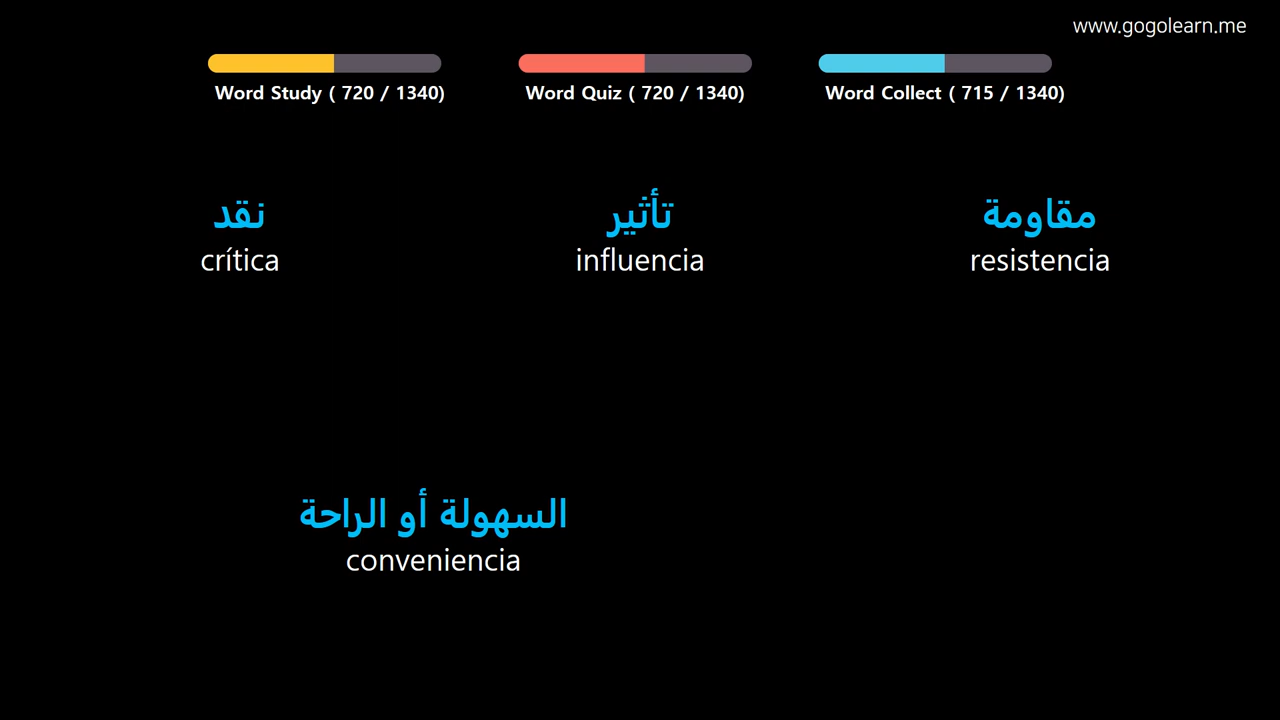 www.gogolearn.me
Word Study ( 720 / 1340)
Word Quiz ( 720 / 1340)
Word Collect ( 715 / 1340)
نقد
crítica
تأثير
influencia
مقاومة
resistencia
السهولة أو الراحة
conveniencia